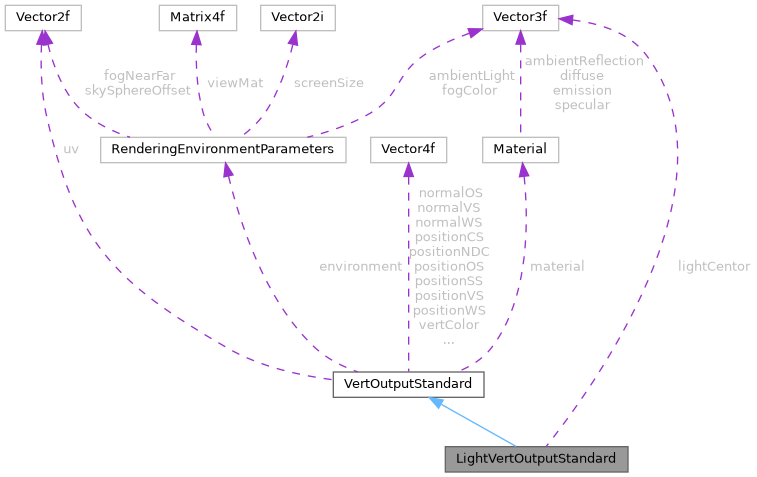 Vector2f
Matrix4f
Vector2i
Vector3f
fogNearFar
skySphereOffset
viewMat
screenSize
ambientLight
fogColor
ambientReflection
diffuse
emission
specular
uv
RenderingEnvironmentParameters
Vector4f
Material
environment
normalOS
normalVS
normalWS
positionCS
positionNDC
positionOS
positionSS
positionVS
positionWS
vertColor
...
material
lightCentor
VertOutputStandard
LightVertOutputStandard